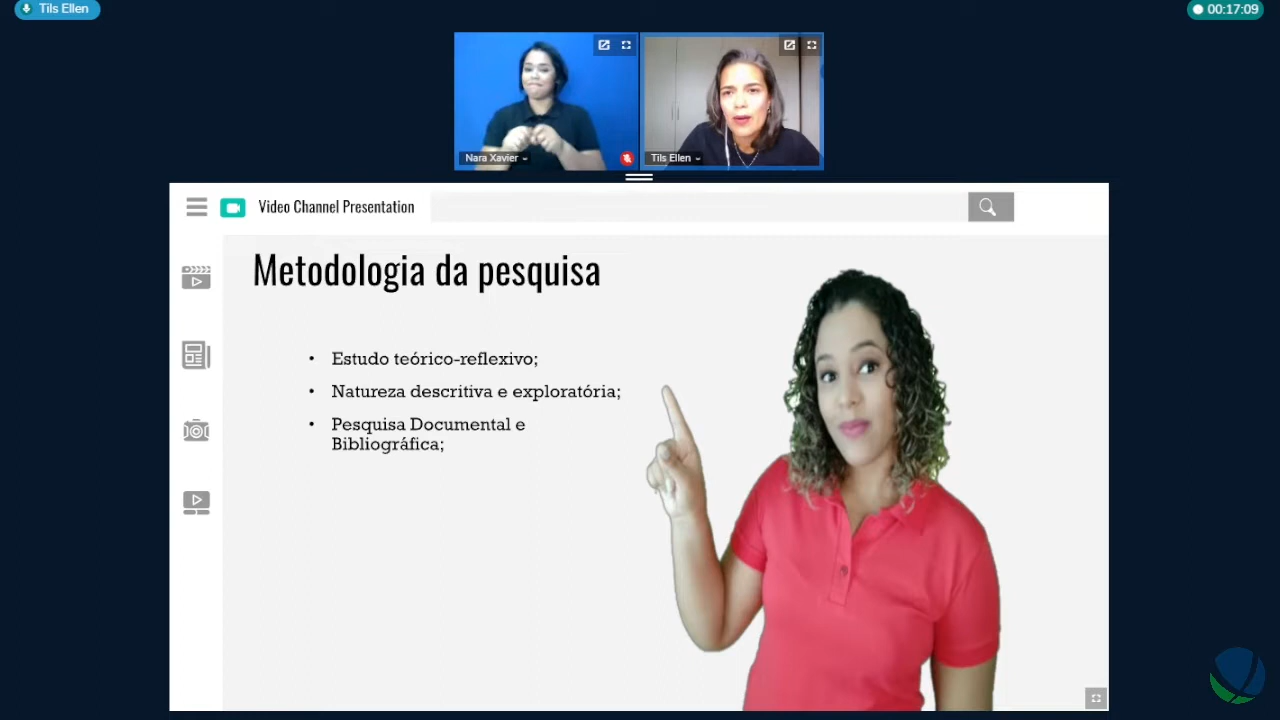 Tils Ellen
00:17:09
Nara Xavier
Tils Ellen
Video Channel Presentation
Metodologia da pesquisa
• Estudo teórico-reflexivo;
• Natureza descritiva e exploratória;
• Pesquisa Documental e
Bibliográfica;